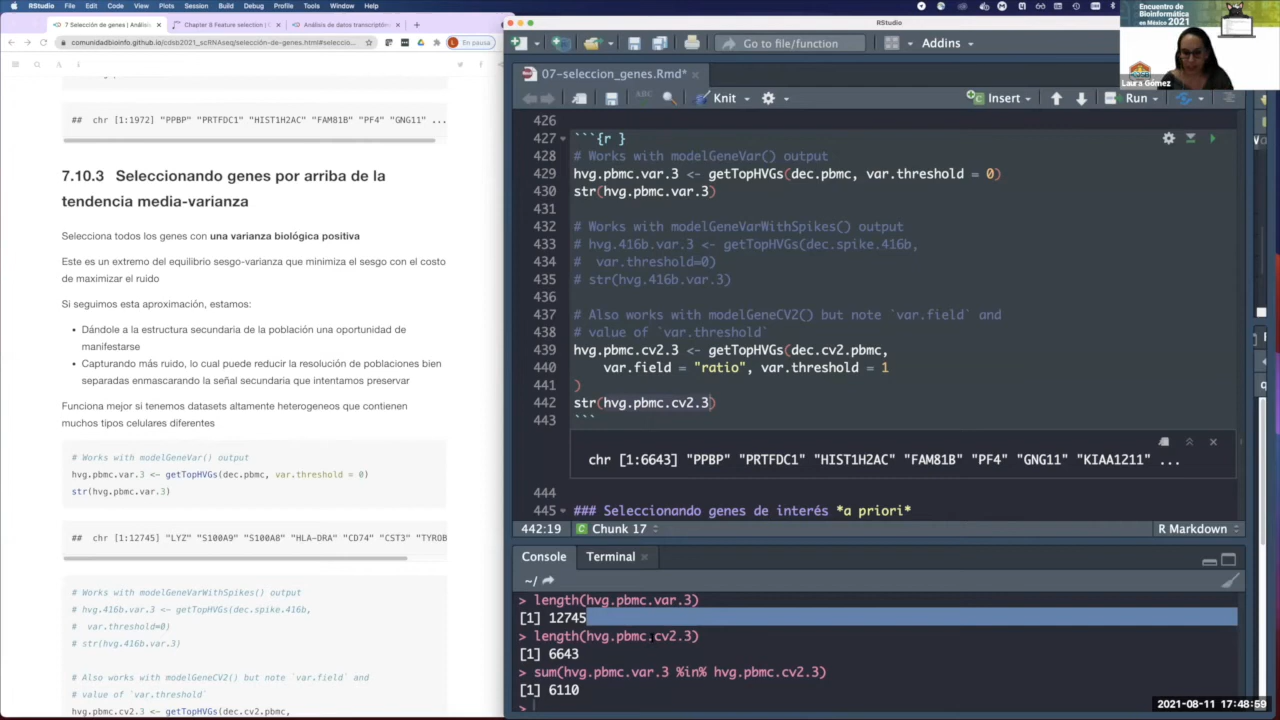 RStudio File Edit Code View Plots Session Build Debug Profile Tools Window Help
7 Selección de genes | Análisis
Chapter 8 Feature selection |
Análisis de datos transcriptóm
comunidadbioinfo.github.io/cdsb2021_scRNAseq/selección-de-genes.html#seleccio...
En pausa
## chr [1:1972] "PPBP" "PRTFDC1" "HIST1H2AC" "FAM81B" "PF4" "GNG11" ...
7.10.3 Seleccionando genes por arriba de la
tendencia media-varianza
Selecciona todos los genes con una varianza biológica positiva
Este es un extremo del equilibrio sesgo-varianza que minimiza el sesgo con el costo
de maximizar el ruido
Si seguimos esta aproximación, estamos:
• Dándole a la estructura secundaria de la población una oportunidad de
manifestarse
• Capturando más ruido, lo cual puede reducir la resolución de poblaciones bien
separadas enmascarando la señal secundaria que intentamos preservar
Funciona mejor si tenemos datasets altamente heterogeneos que contienen
muchos tipos celulares diferentes
# Works with modelGeneVar() output
hvg.pbmc.var.3 <- getTopHVGs(dec.pbmc, var.threshold = 0)
str(hvg.pbmc.var.3)
## chr [1:12745] "LYZ" "S100A9" "S100A8" "HLA-DRA" "CD74" "CST3" "TYROB
# Works with modelGeneVarWithSpikes() output
# hvg.416b.var.3 <- getTopHVGs(dec.spike.416b,
# var.threshold=0)
# str(hvg.416b.var.3)
# Also works with modelGeneCV2() but note `var.field` and
# value of `var.threshold`
hvg.pbmc.cv2.3 <- getTopHVGs(dec.cv2.pbmc,
RStudio
Go to file/function
Addins
07-seleccion_genes.Rmd*
ABC Knit Insert Run
426
427 ```{r }
428 # Works with modelGeneVar() output
429 hvg.pbmc.var.3 <- getTopHVGs(dec.pbmc, var.threshold = 0)
430 str(hvg.pbmc.var.3)
431
432 # Works with modelGeneVarWithSpikes() output
433 # hvg.416b.var.3 <- getTopHVGs(dec.spike.416b,
434 # var.threshold=0)
435 # str(hvg.416b.var.3)
436
437 # Also works with modelGeneCV2() but note `var.field` and
438 # value of `var.threshold`
439 hvg.pbmc.cv2.3 <- getTopHVGs(dec.cv2.pbmc,
440 var.field = "ratio", var.threshold = 1
441 )
442 str(hvg.pbmc.cv2.3)
443 ```
chr [1:6643] "PPBP" "PRTFDC1" "HIST1H2AC" "FAM81B" "PF4" "GNG11" "KIAA1211" ...
444
445 ### Seleccionando genes de interés *a priori*
442:19 Chunk 17 R Markdown
Console Terminal
~/
> length(hvg.pbmc.var.3)
[1] 12745
> length(hvg.pbmc.cv2.3)
[1] 6643
> sum(hvg.pbmc.var.3 %in% hvg.pbmc.cv2.3)
[1] 6110
>
Encuentro de
Bioinformática
en México
2021
Laura Gómez
2021-08-11 17:48:59